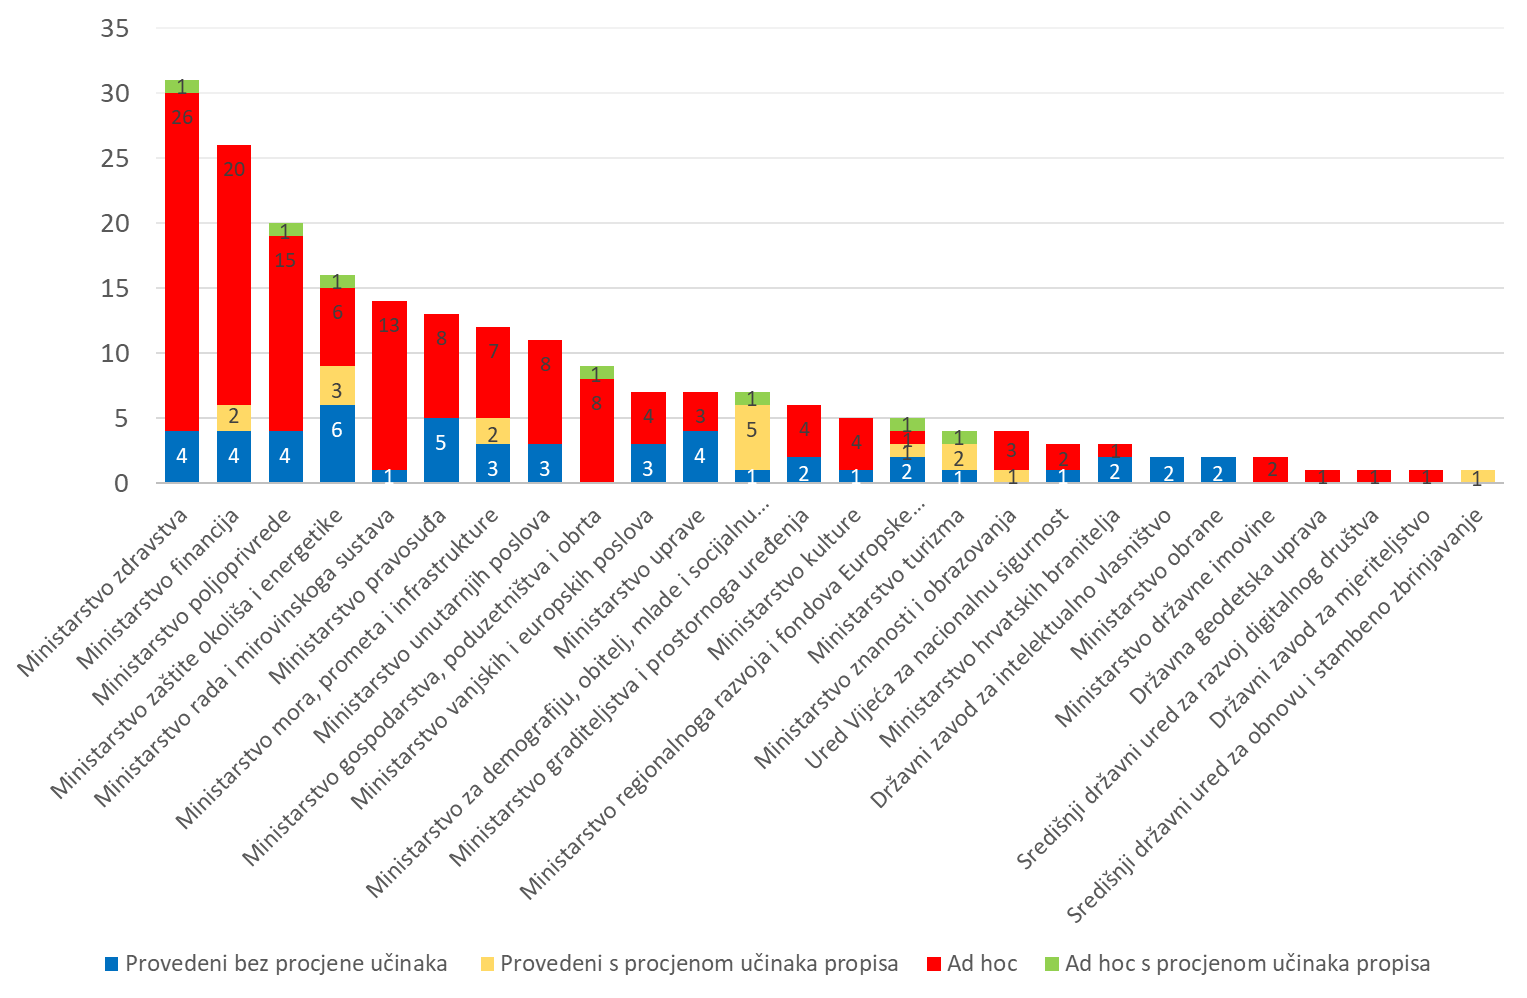 35
30
25
20
15
10
5
0
1
26
4
20
2
4
1
15
4
1
6
3
6
13
1
8
5
7
2
3
8
3
1
8
4
3
3
4
1
5
1
4
2
4
1
1
1
1
2
1
2
1
3
1
2
1
1
2
2
2
2
1
1
1
1
Ministarstvo zdravstva
Ministarstvo financija
Ministarstvo poljoprivrede
Ministarstvo zaštite okoliša i energetike
Ministarstvo rada i mirovinskoga sustava
Ministarstvo pravosuđa
Ministarstvo mora, prometa i infrastrukture
Ministarstvo unutarnjih poslova
Ministarstvo gospodarstva, poduzetništva i obrta
Ministarstvo vanjskih i europskih poslova
Ministarstvo uprave
Ministarstvo za demografiju, obitelj, mlade i socijalnu...
Ministarstvo graditeljstva i prostornoga uređenja
Ministarstvo kulture
Ministarstvo regionalnoga razvoja i fondova Europske...
Ministarstvo turizma
Ministarstvo znanosti i obrazovanja
Ured Vijeća za nacionalnu sigurnost
Ministarstvo hrvatskih branitelja
Državni zavod za intelektualno vlasništvo
Ministarstvo obrane
Ministarstvo državne imovine
Državna geodetska uprava
Središnji državni ured za razvoj digitalnog društva
Državni zavod za mjeriteljstvo
Središnji državni ured za obnovu i stambeno zbrinjavanje
Provedeni bez procjene učinaka
Provedeni s procjenom učinaka propisa
Ad hoc
Ad hoc s procjenom učinaka propisa